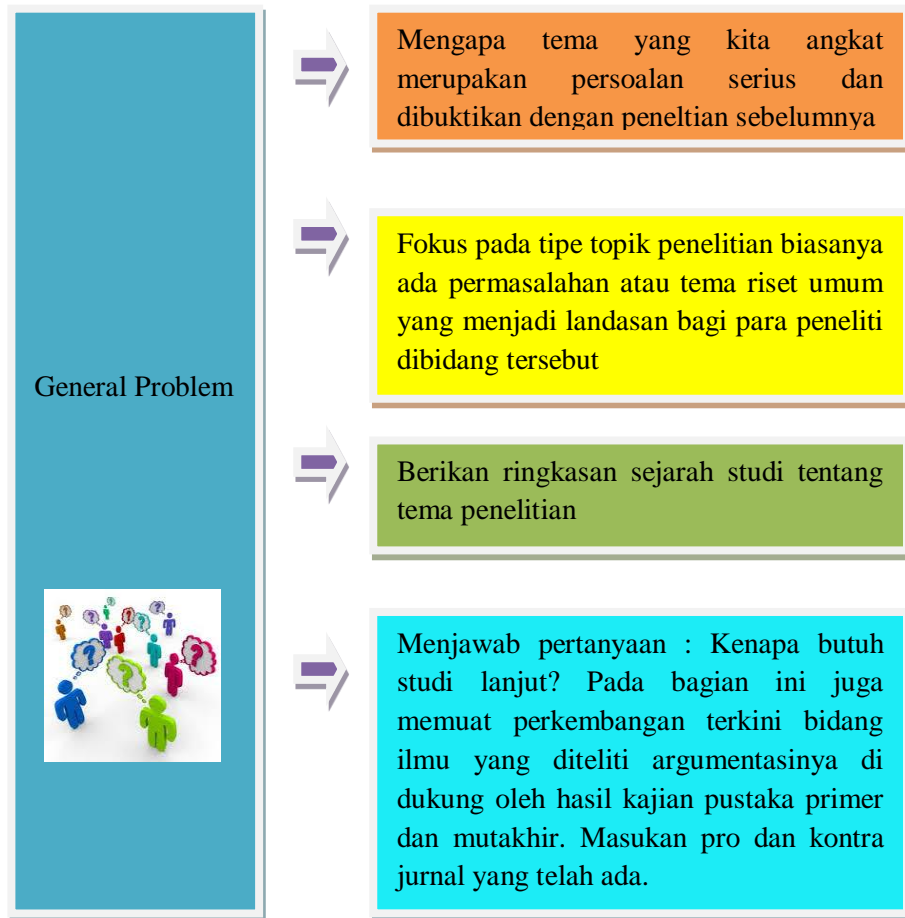 Mengapa tema yang kita angkat
merupakan persoalan serius dan
dibuktikan dengan peneltian sebelumnya
Fokus pada tipe topik penelitian biasanya
ada permasalahan atau tema riset umum
yang menjadi landasan bagi para peneliti
dibidang tersebut
General Problem
Berikan ringkasan sejarah studi tentang
tema penelitian
Menjawab pertanyaan : Kenapa butuh
studi lanjut? Pada bagian ini juga
memuat perkembangan terkini bidang
ilmu yang diteliti argumentasinya di
dukung oleh hasil kajian pustaka primer
dan mutakhir. Masukan pro dan kontra
jurnal yang telah ada.